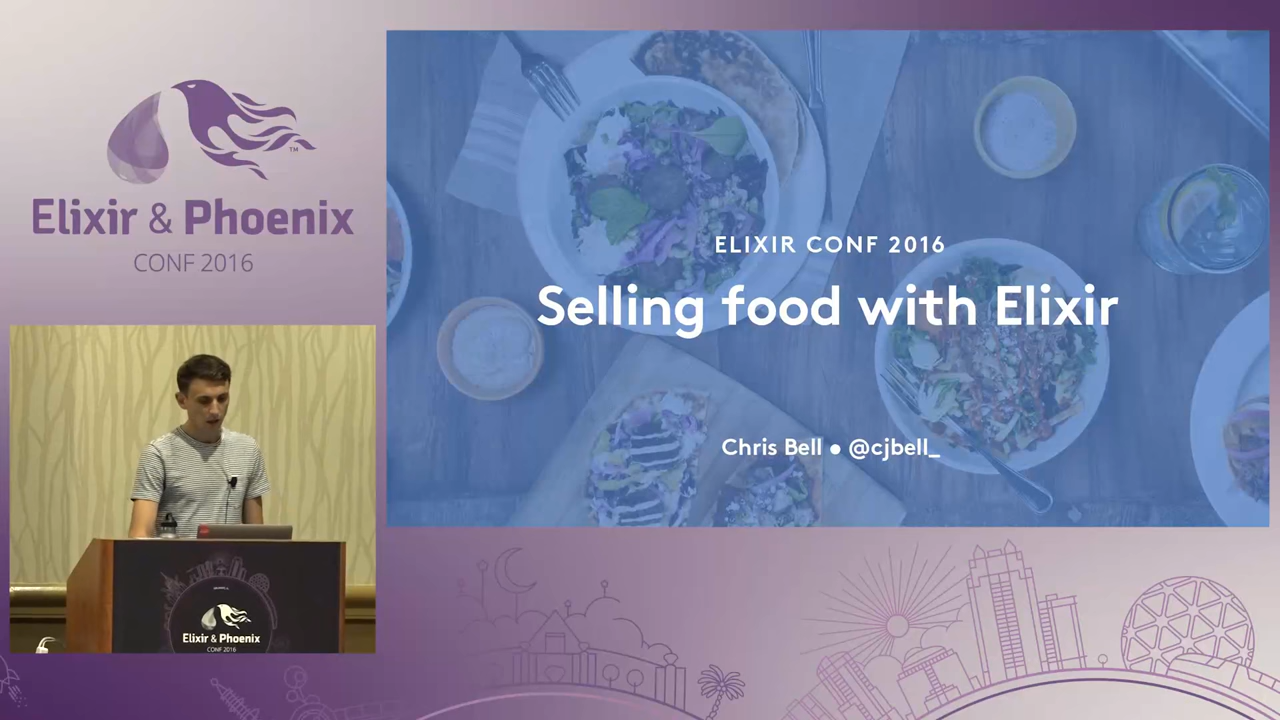 Elixir & Phoenix
CONF 2016
ELIXIR CONF 2016
Selling food with Elixir
Chris Bell ● @cjbell_
Elixir & Phoenix
CONF 2016